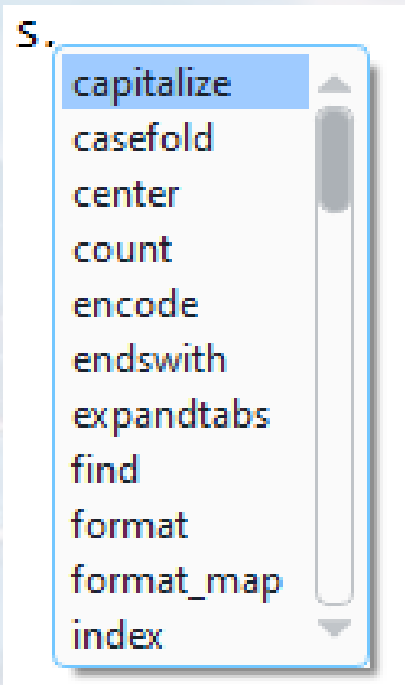 s.
capitalize
casefold
center
count
encode
endswith
expandtabs
find
format
format_map
index